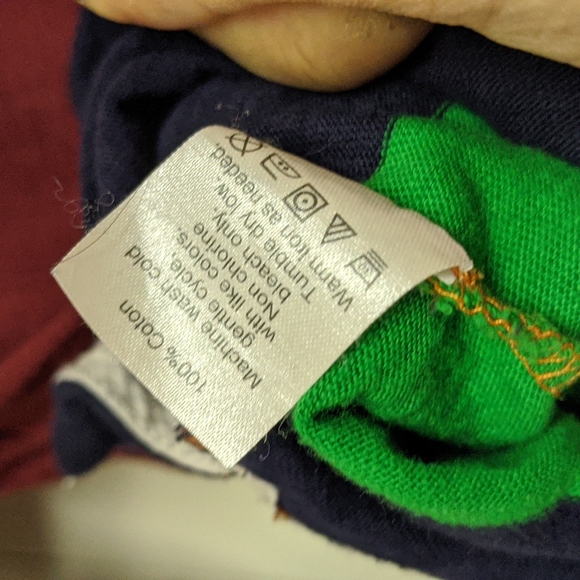 100% Coton
Machine wash cold
gentle cycle,
with like colors.
Non chlorine
bleach only
Tumble dry low.
Warm Iron as needed.